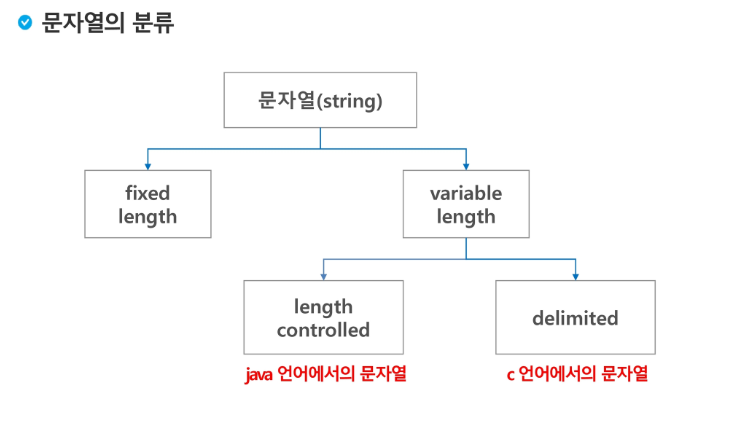 문자열의 분류
문자열(string)
fixed
length
variable
length
length
controlled
delimited
java 언어에서의 문자열
c 언어에서의 문자열